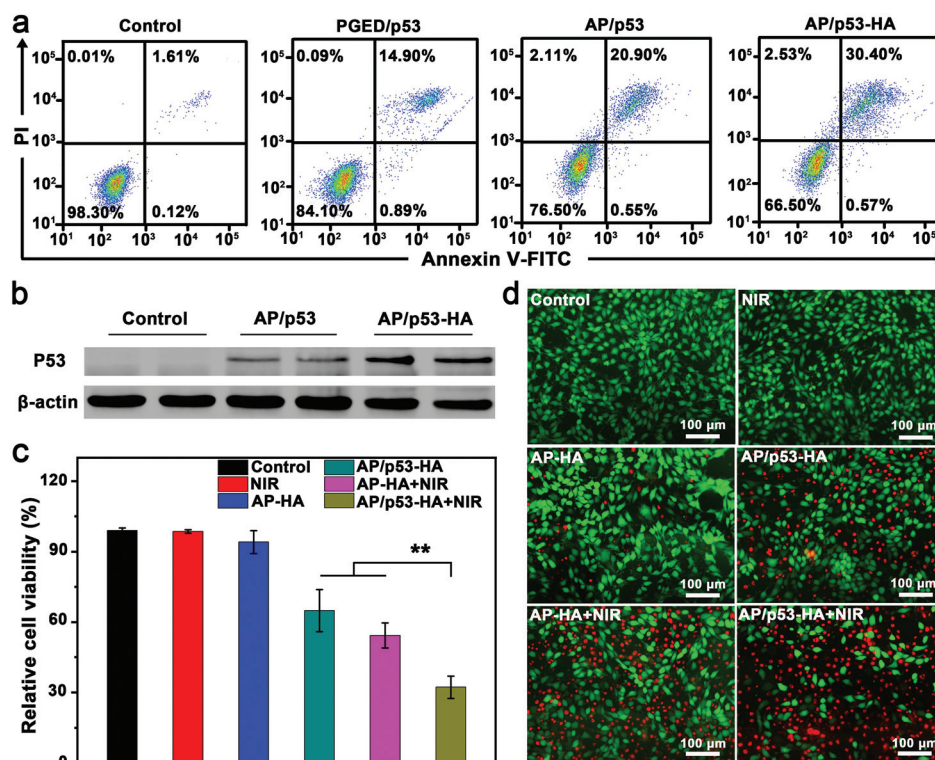 a
Control
PGED/p53
AP/p53
AP/p53-HA
PI
10⁵
10⁴
10³
10²
10¹
0.01%
1.61%
98.30%
0.12%
10¹ 10² 10³ 10⁴ 10⁵
10⁵
10⁴
10³
10²
10¹
0.09%
14.90%
84.10%
0.89%
10¹ 10² 10³ 10⁴ 10⁵
10⁵
10⁴
10³
10²
10¹
2.11%
20.90%
76.50%
0.55%
10¹ 10² 10³ 10⁴ 10⁵
10⁵
10⁴
10³
10²
10¹
2.53%
30.40%
66.50%
0.57%
10¹ 10² 10³ 10⁴ 10⁵
Annexin V-FITC
b
Control
AP/p53
AP/p53-HA
P53
β-actin
c
Relative cell viability (%)
120
90
60
30
Control
NIR
AP-HA
AP/p53-HA
AP-HA+NIR
AP/p53-HA+NIR
**
d
Control
100 μm
NIR
100 μm
AP-HA
100 μm
AP/p53-HA
100 μm
AP-HA+NIR
100 μm
AP/p53-HA+NIR
100 μm